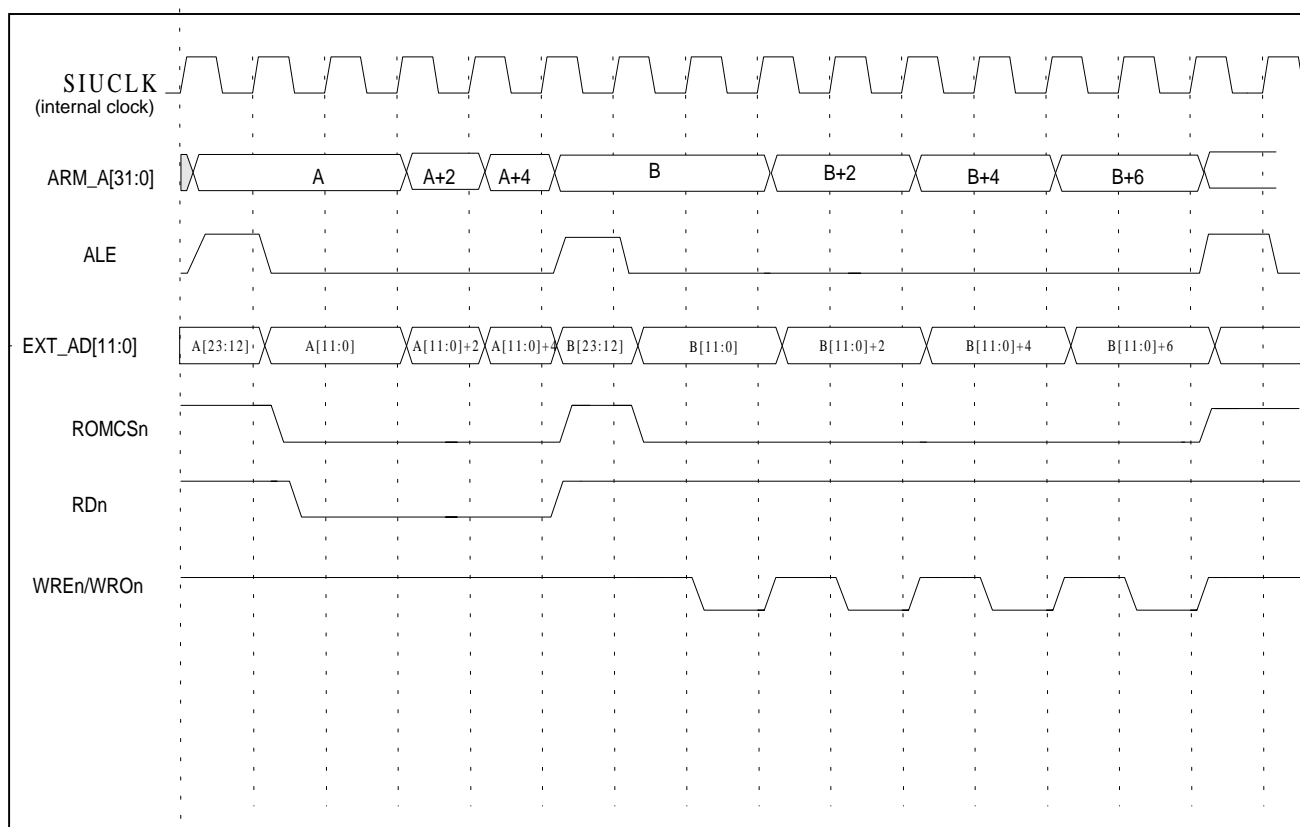 SIUCLK
(internal clock)
ARM_A[31:0] A A+2 A+4 B B+2 B+4 B+6
ALE
EXT_AD[11:0] A[23:12] A[11:0] A[11:0]+2 A[11:0]+4 B[23:12] B[11:0] B[11:0]+2 B[11:0]+4 B[11:0]+6
ROMCSn
RDn
WREn/WROn